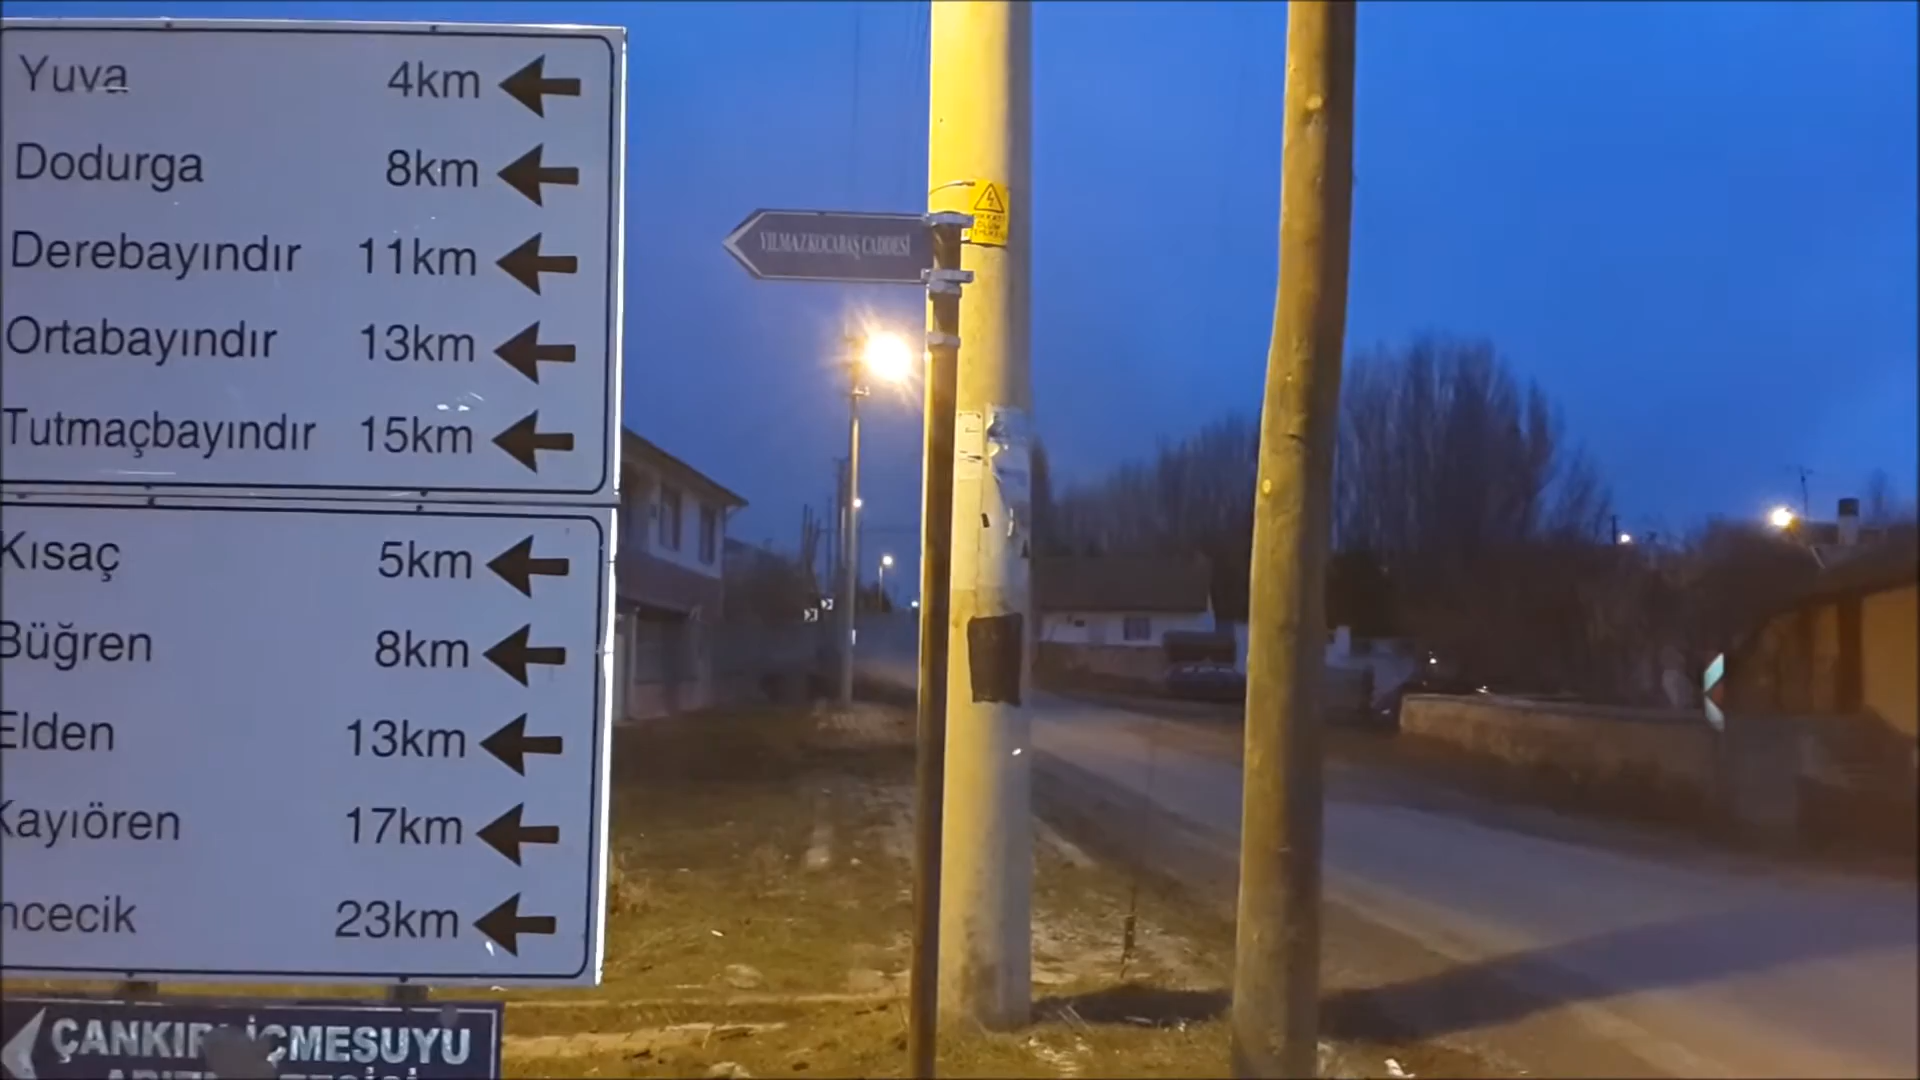 Yuva 4km
Dodurga 8km
Derebayındır 11km
Ortabayındır 13km
Tutmaçbayındır 15km
Kısaç 5km
Büğren 8km
Elden 13km
Kayıören 17km
ncecik 23km
YILMAZ KOCABAŞ CADDESİ
ÇANKIRI İÇMESUYU